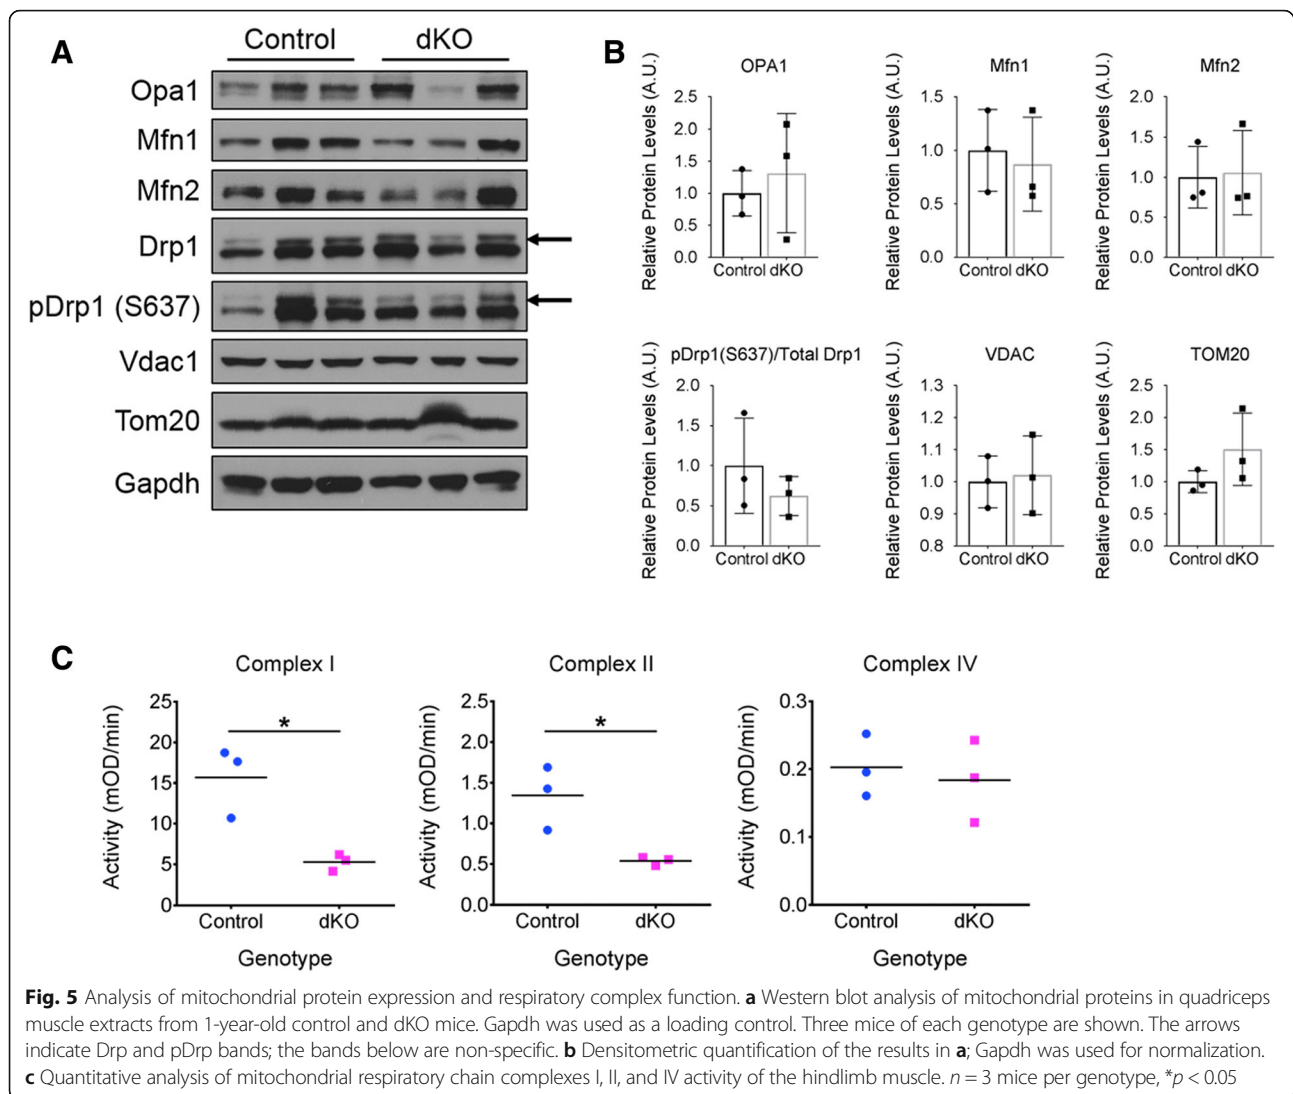 A
Control dKO
Opa1
Mfn1
Mfn2
Drp1
pDrp1 (S637)
Vdac1
Tom20
Gapdh
B
OPA1
Relative Protein Levels (A.U.)
2.5
2.0
1.5
1.0
0.5
0.0
Control dKO
Mfn1
Relative Protein Levels (A.U.)
1.5
1.0
0.5
0.0
Control dKO
Mfn2
Relative Protein Levels (A.U.)
2.0
1.5
1.0
0.5
0.0
Control dKO
pDrp1(S637)/Total Drp1
Relative Protein Levels (A.U.)
2.0
1.5
1.0
0.5
0.0
Control dKO
VDAC
Relative Protein Levels (A.U.)
1.3
1.2
1.1
1.0
0.9
0.8
Control dKO
TOM20
Relative Protein Levels (A.U.)
2.5
2.0
1.5
1.0
0.5
0.0
Control dKO
C
Complex I
Activity (mOD/min)
25
20
15
10
5
0
*
Control dKO
Genotype
Complex II
Activity (mOD/min)
2.5
2.0
1.5
1.0
0.5
0.0
*
Control dKO
Genotype
Complex IV
Activity (mOD/min)
0.3
0.2
0.1
0.0
Control dKO
Genotype
Fig. 5 Analysis of mitochondrial protein expression and respiratory complex function. a Western blot analysis of mitochondrial proteins in quadriceps
muscle extracts from 1-year-old control and dKO mice. Gapdh was used as a loading control. Three mice of each genotype are shown. The arrows
indicate Drp and pDrp bands; the bands below are non-specific. b Densitometric quantification of the results in a; Gapdh was used for normalization.
c Quantitative analysis of mitochondrial respiratory chain complexes I, II, and IV activity of the hindlimb muscle. n = 3 mice per genotype, *p < 0.05